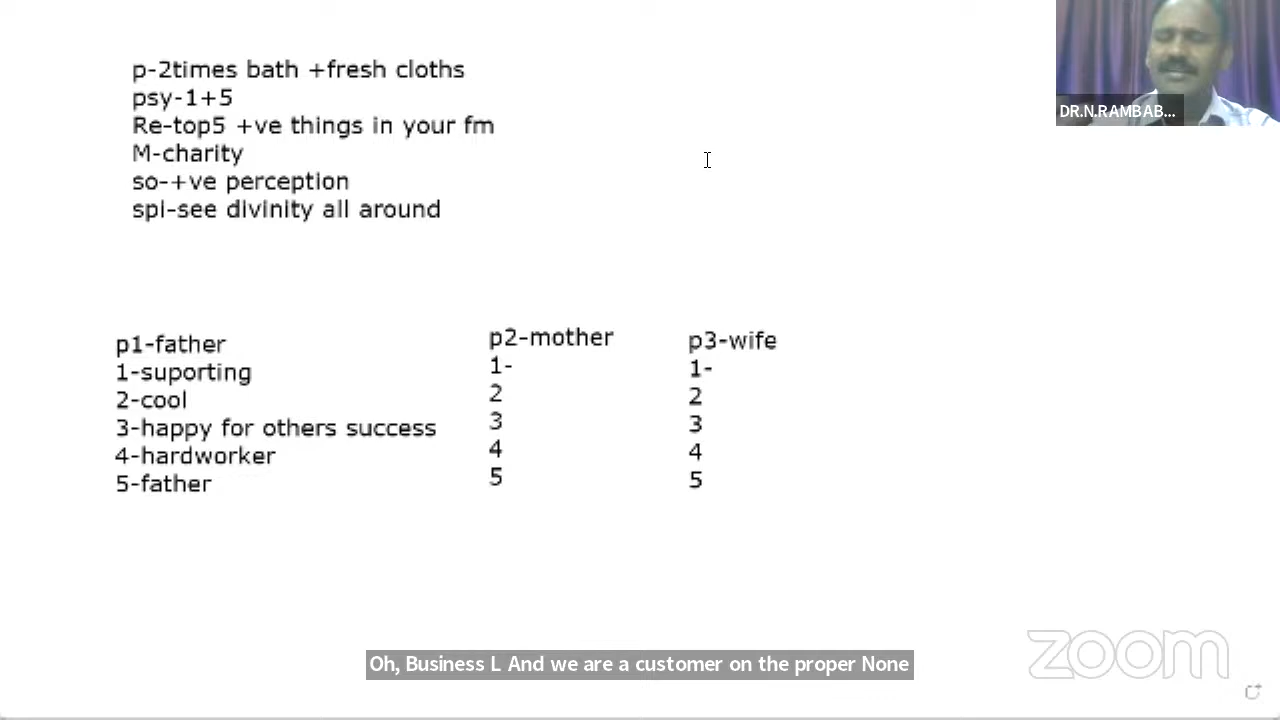 p-2times bath +fresh cloths
psy-1+5
Re-top5 +ve things in your fm
M-charity
so-+ve perception
spi-see divinity all around
DR.N.RAMBAB...
p1-father
1-suporting
2-cool
3-happy for others success
4-hardworker
5-father
p2-mother
1-
2
3
4
5
p3-wife
1-
2
3
4
5
Oh, Business L And we are a customer on the proper None
zoom